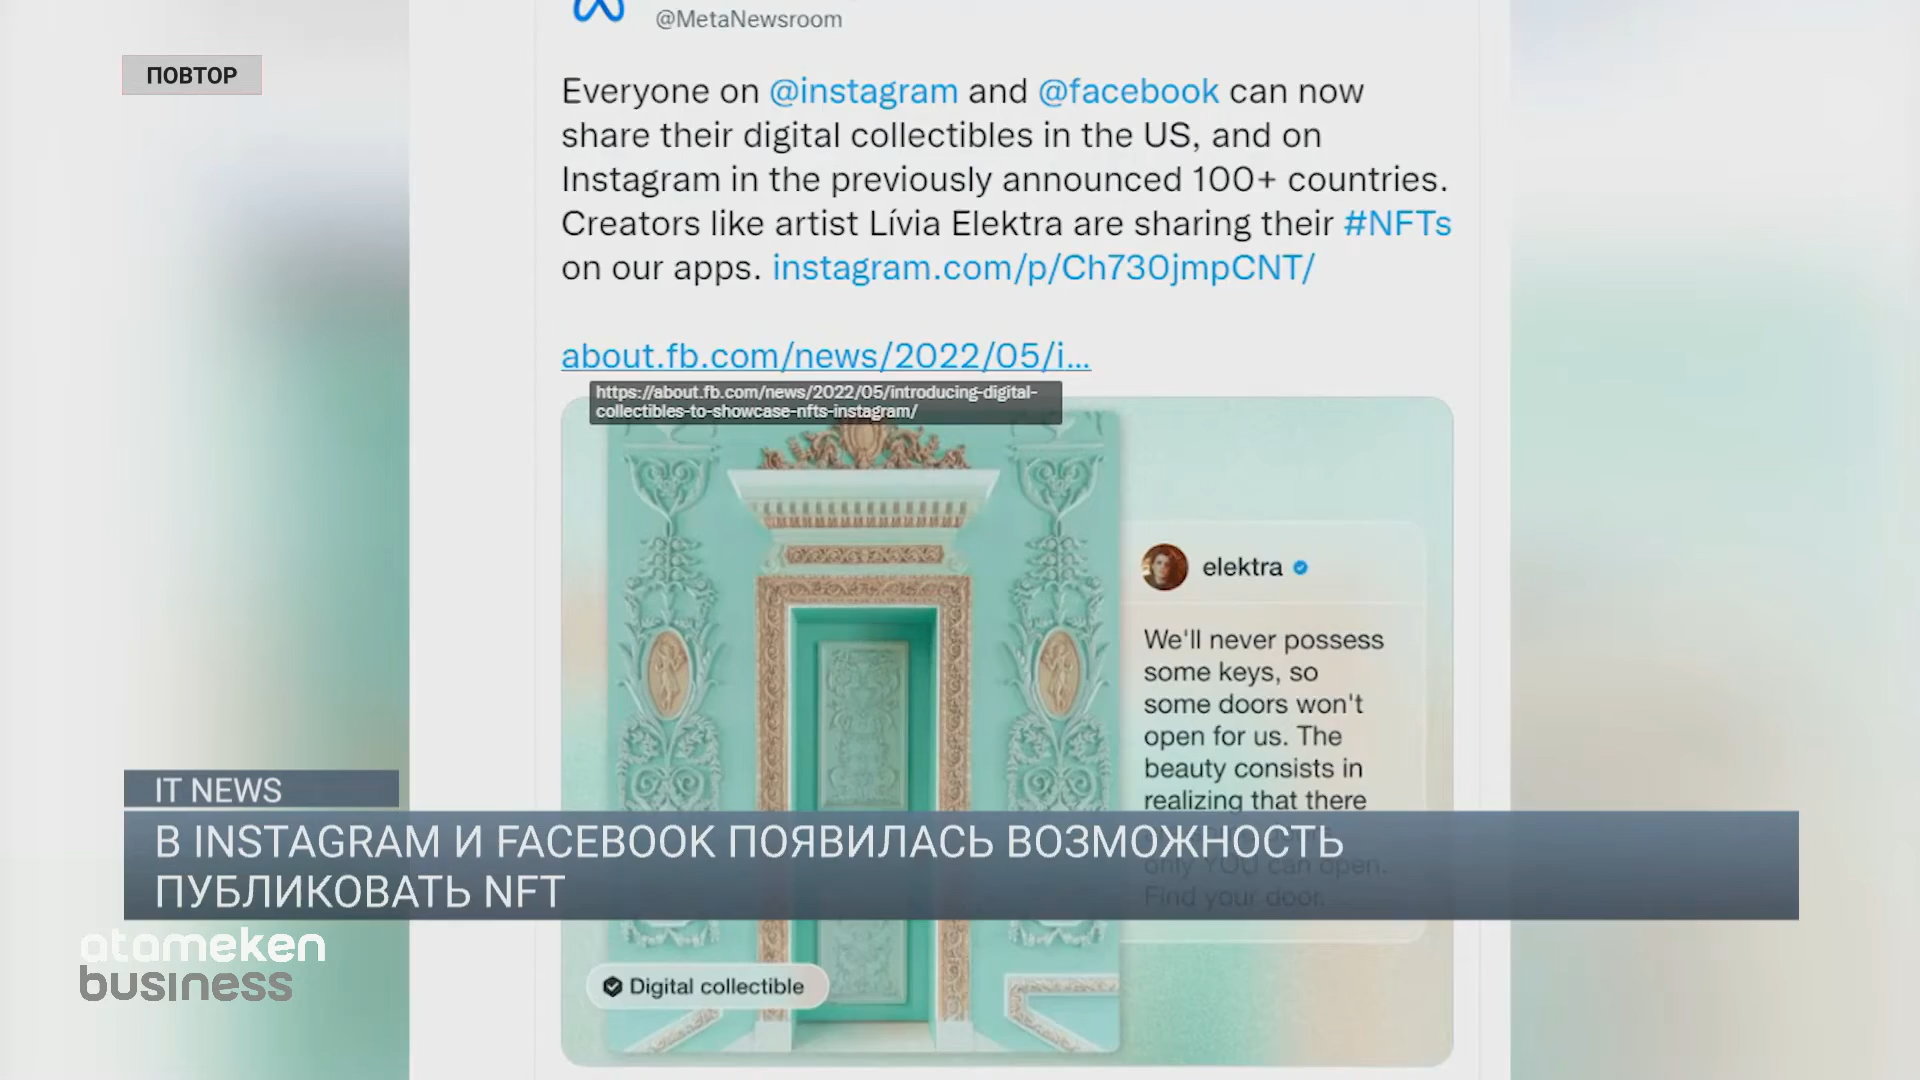 @MetaNewsroom
ПОВТОР
Everyone on @instagram and @facebook can now
share their digital collectibles in the US, and on
Instagram in the previously announced 100+ countries.
Creators like artist Lívia Elektra are sharing their #NFTs
on our apps. instagram.com/p/Ch730jmpCNT/
about.fb.com/news/2022/05/i...
https://about.fb.com/news/2022/05/introducing-digital-
collectibles-to-showcase-nfts-instagram/
elektra
We'll never possess
some keys, so
some doors won't
open for us. The
beauty consists in
realizing that there
only YOU can open.
Find your door.
Digital collectible
IT NEWS
В INSTAGRAM И FACEBOOK ПОЯВИЛАСЬ ВОЗМОЖНОСТЬ
ПУБЛИКОВАТЬ NFT
atameken
business